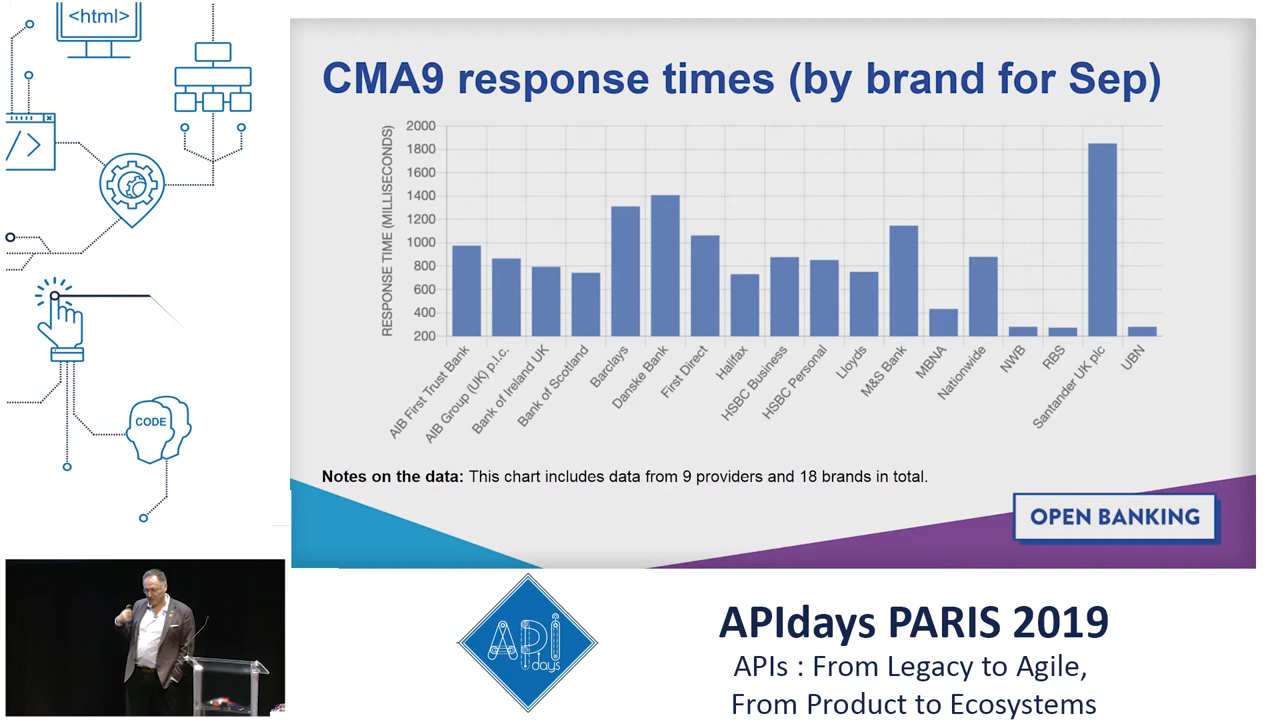 <html>
</>
CODE
CMA9 response times (by brand for Sep)
RESPONSE TIME (MILLISECONDS)
2000
1800
1600
1400
1200
1000
800
600
400
200
AIB First Trust Bank
AIB Group (UK) p.l.c.
Bank of Ireland UK
Bank of Scotland
Barclays
Danske Bank
First Direct
Halifax
HSBC Business
HSBC Personal
Lloyds
M&S Bank
MBNA
Nationwide
NWB
RBS
Santander UK plc
UBN
Notes on the data: This chart includes data from 9 providers and 18 brands in total.
OPEN BANKING
APi
days
APIdays PARIS 2019
APIs : From Legacy to Agile,
From Product to Ecosystems